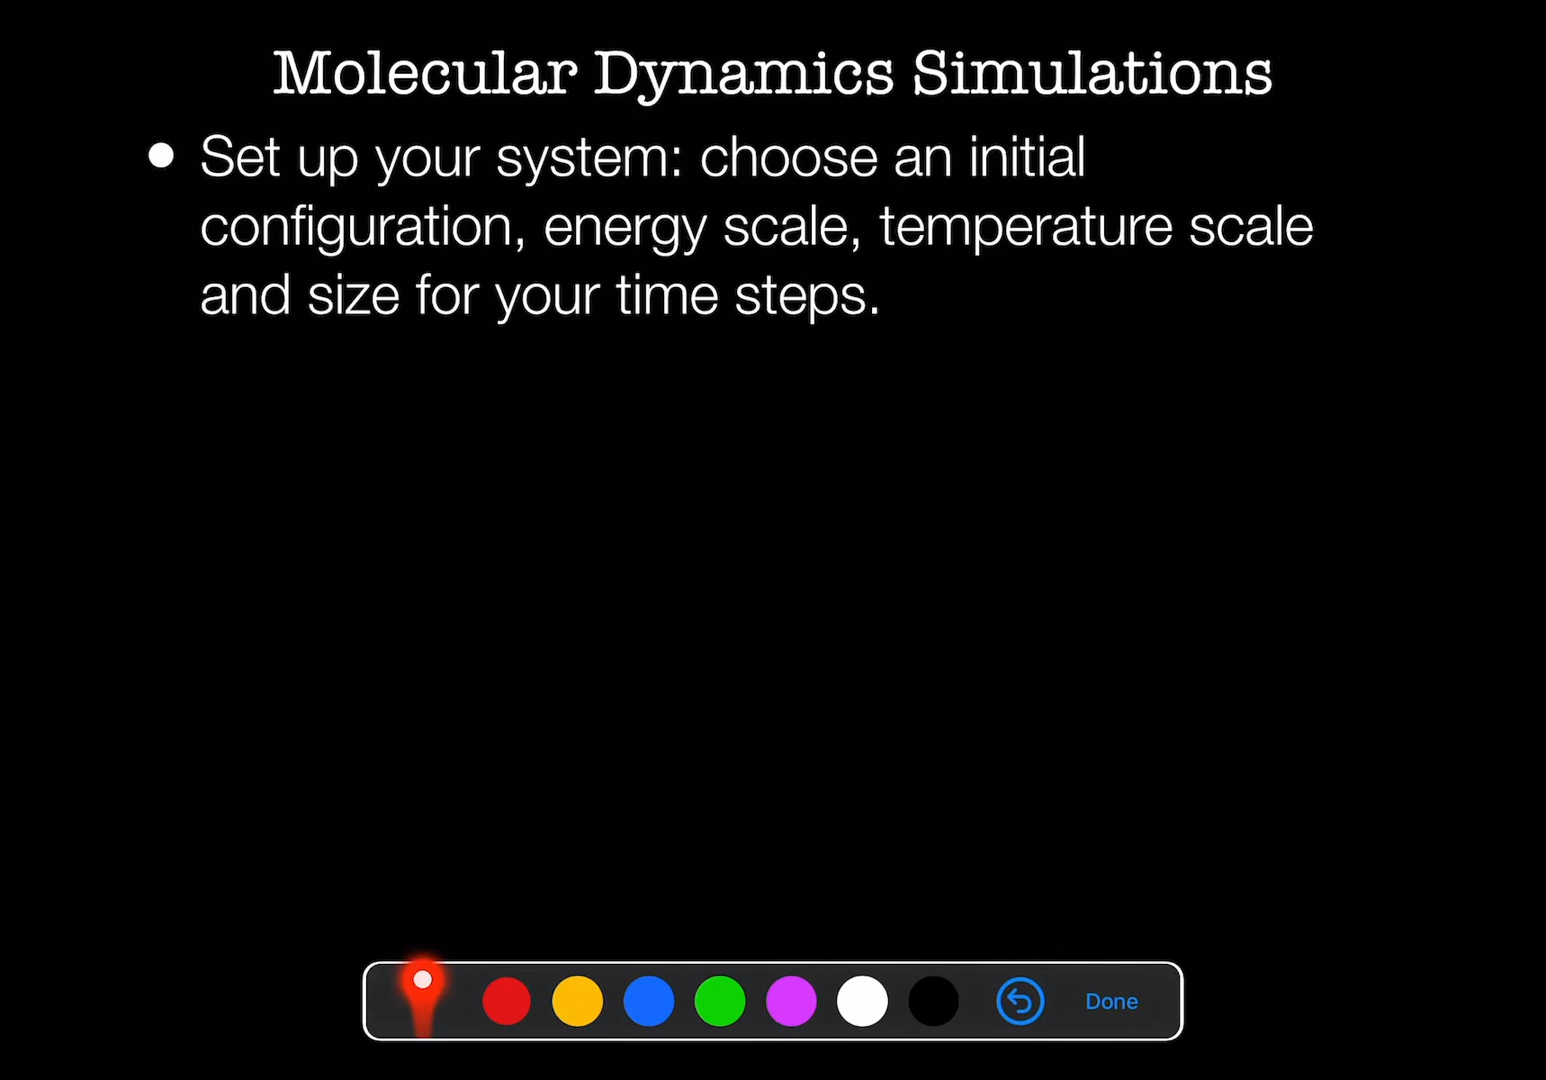 Molecular Dynamics Simulations
● Set up your system: choose an initial
configuration, energy scale, temperature scale
and size for your time steps.
Done